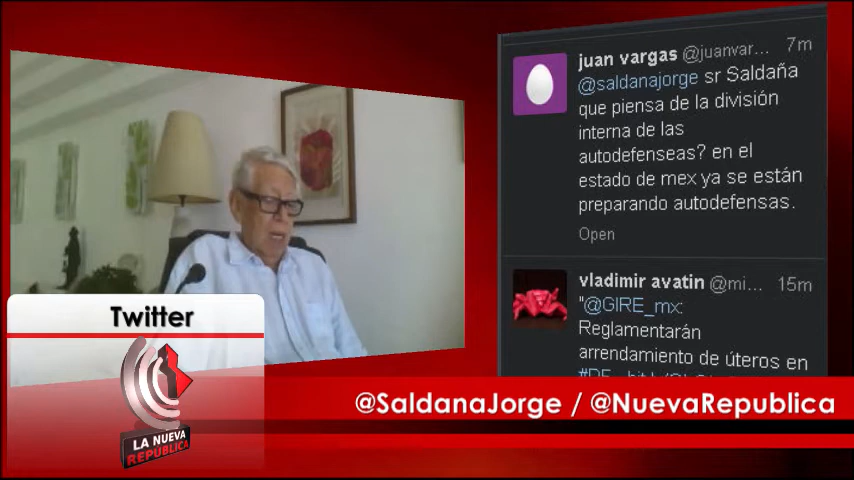 juan vargas @juanvar... 7m
@saldanajorge sr Saldaña
que piensa de la división
interna de las
autodefenseas? en el
estado de mex ya se están
preparando autodefensas.
Open
vladimir avatin @mi... 15m
"@GIRE_mx:
Reglamentarán
arrendamiento de úteros en
Twitter
LA NUEVA
REPUBLICA
@SaldanaJorge / @NuevaRepublica